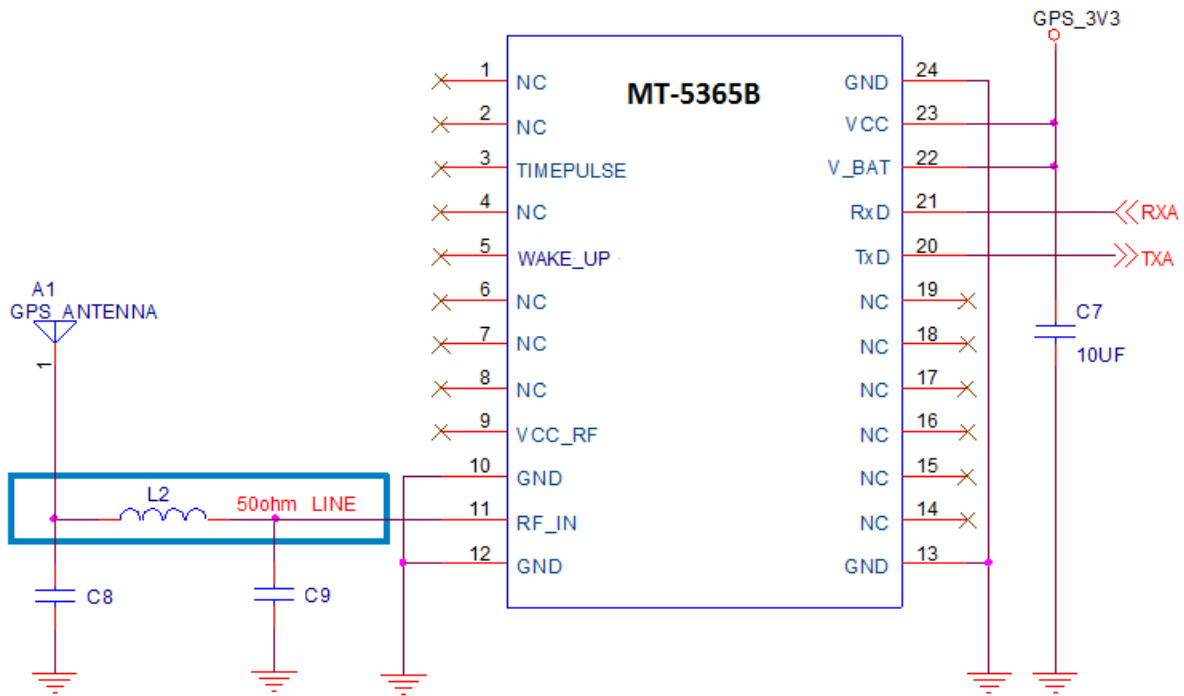 GPS_3V3
MT-5365B
1 NC
2 NC
3 TIMEPULSE
4 NC
5 WAKE_UP
6 NC
7 NC
8 NC
9 VCC_RF
10 GND
11 RF_IN
12 GND
GND 24
VCC 23
V_BAT 22
RxD 21
TxD 20
NC 19
NC 18
NC 17
NC 16
NC 15
NC 14
GND 13
RXA
TXA
C7
10UF
A1
GPS_ANTENNA
1
L2
50ohm LINE
C8
C9